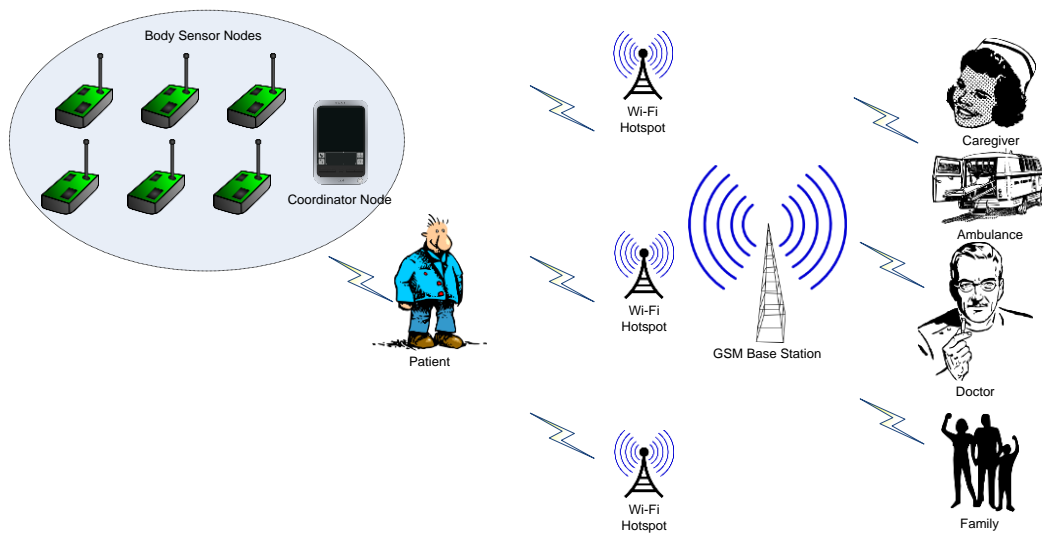 Body Sensor Nodes
Coordinator Node
Patient
Wi-Fi
Hotspot
Wi-Fi
Hotspot
Wi-Fi
Hotspot
GSM Base Station
Caregiver
Ambulance
Doctor
Family